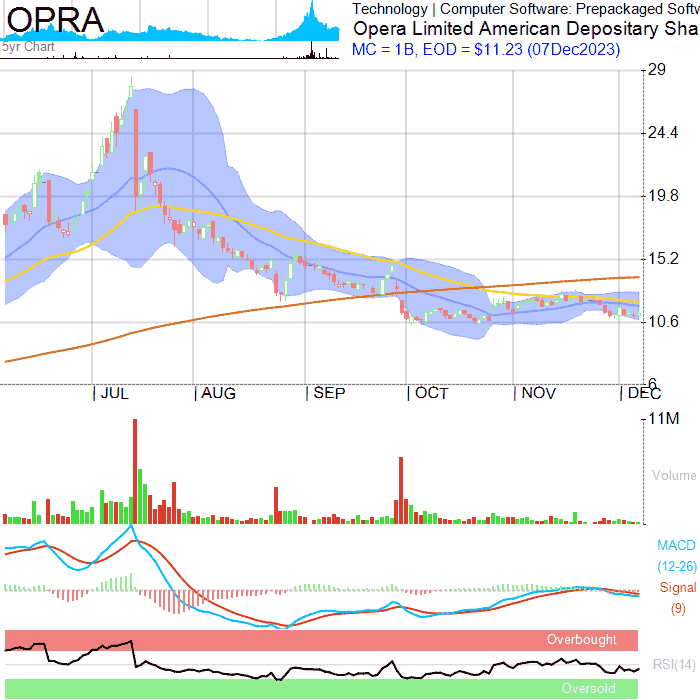 OPRA
5yr Chart
Technology | Computer Software: Prepackaged Softw
Opera Limited American Depositary Sha
MC = 1B, EOD = $11.23 (07Dec2023)
29
24.4
19.8
15.2
10.6
6
JUL AUG SEP OCT NOV DEC
11M
Volume
MACD
(12-26)
Signal
(9)
Overbought
RSI(14)
Oversold